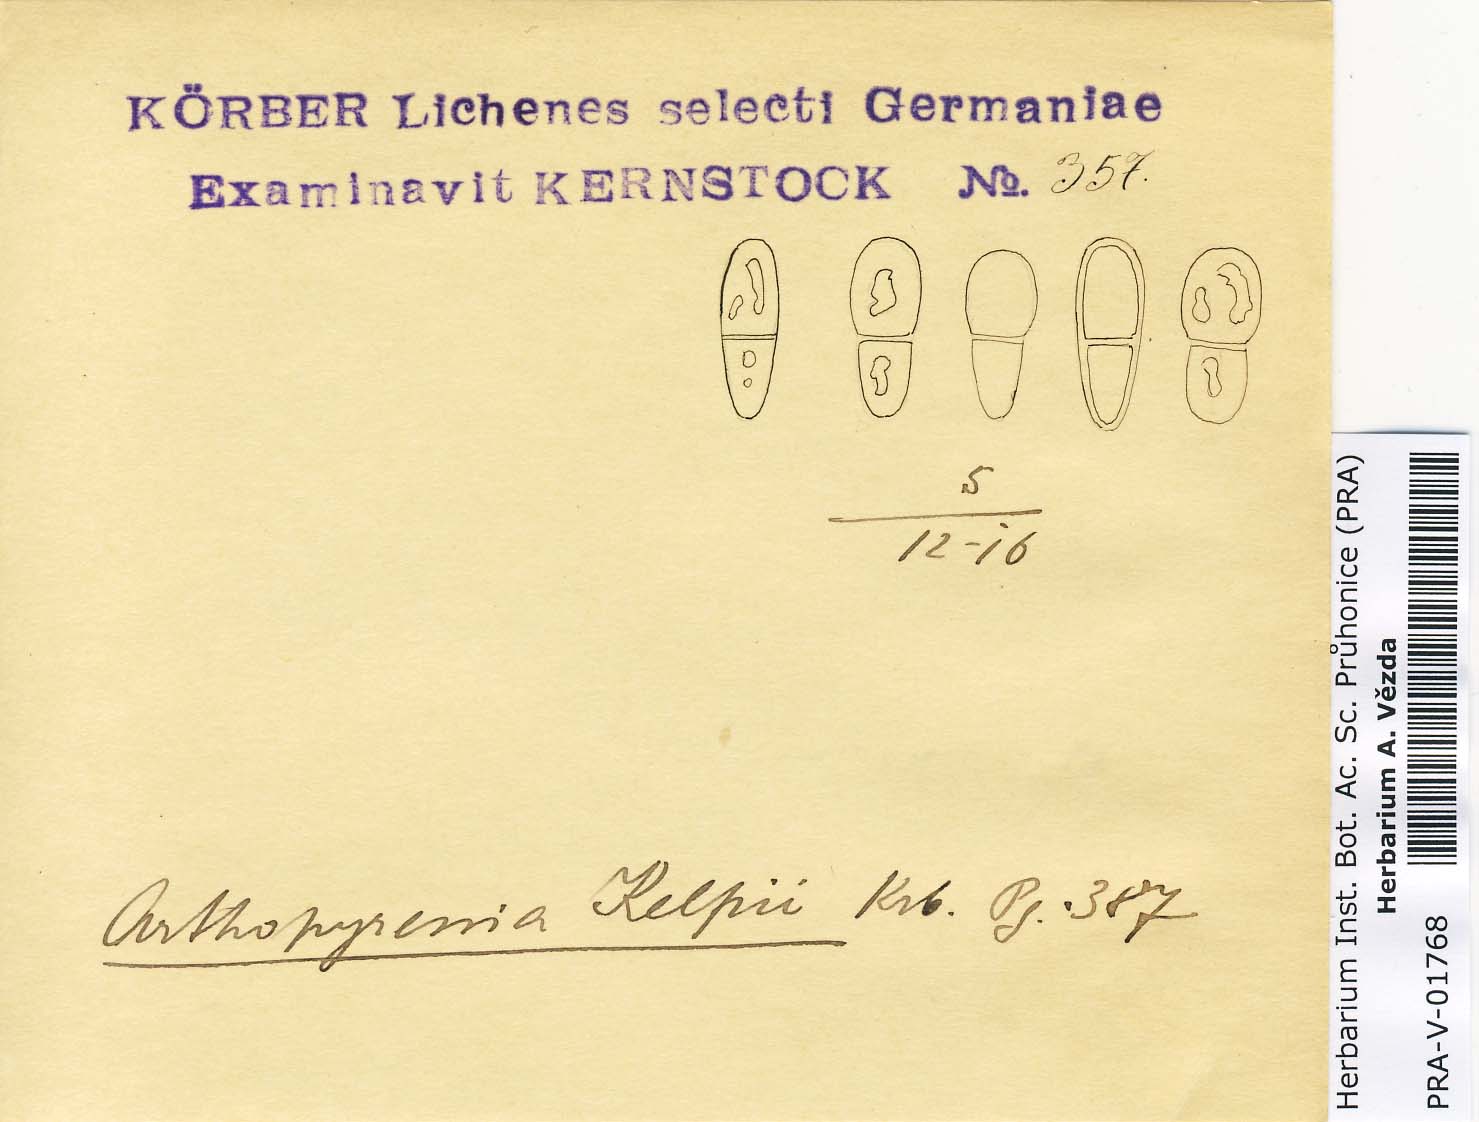 KÖRBER Lichenes selecti Germaniae
Examinavit KERNSTOCK No. 357.
5
12-16
Arthopyrenia Kelpii Krb. Pg. 387
Herbarium Inst. Bot. Ac. Sc. Průhonice (PRA)
Herbarium A. Vězda
PRA-V-01768